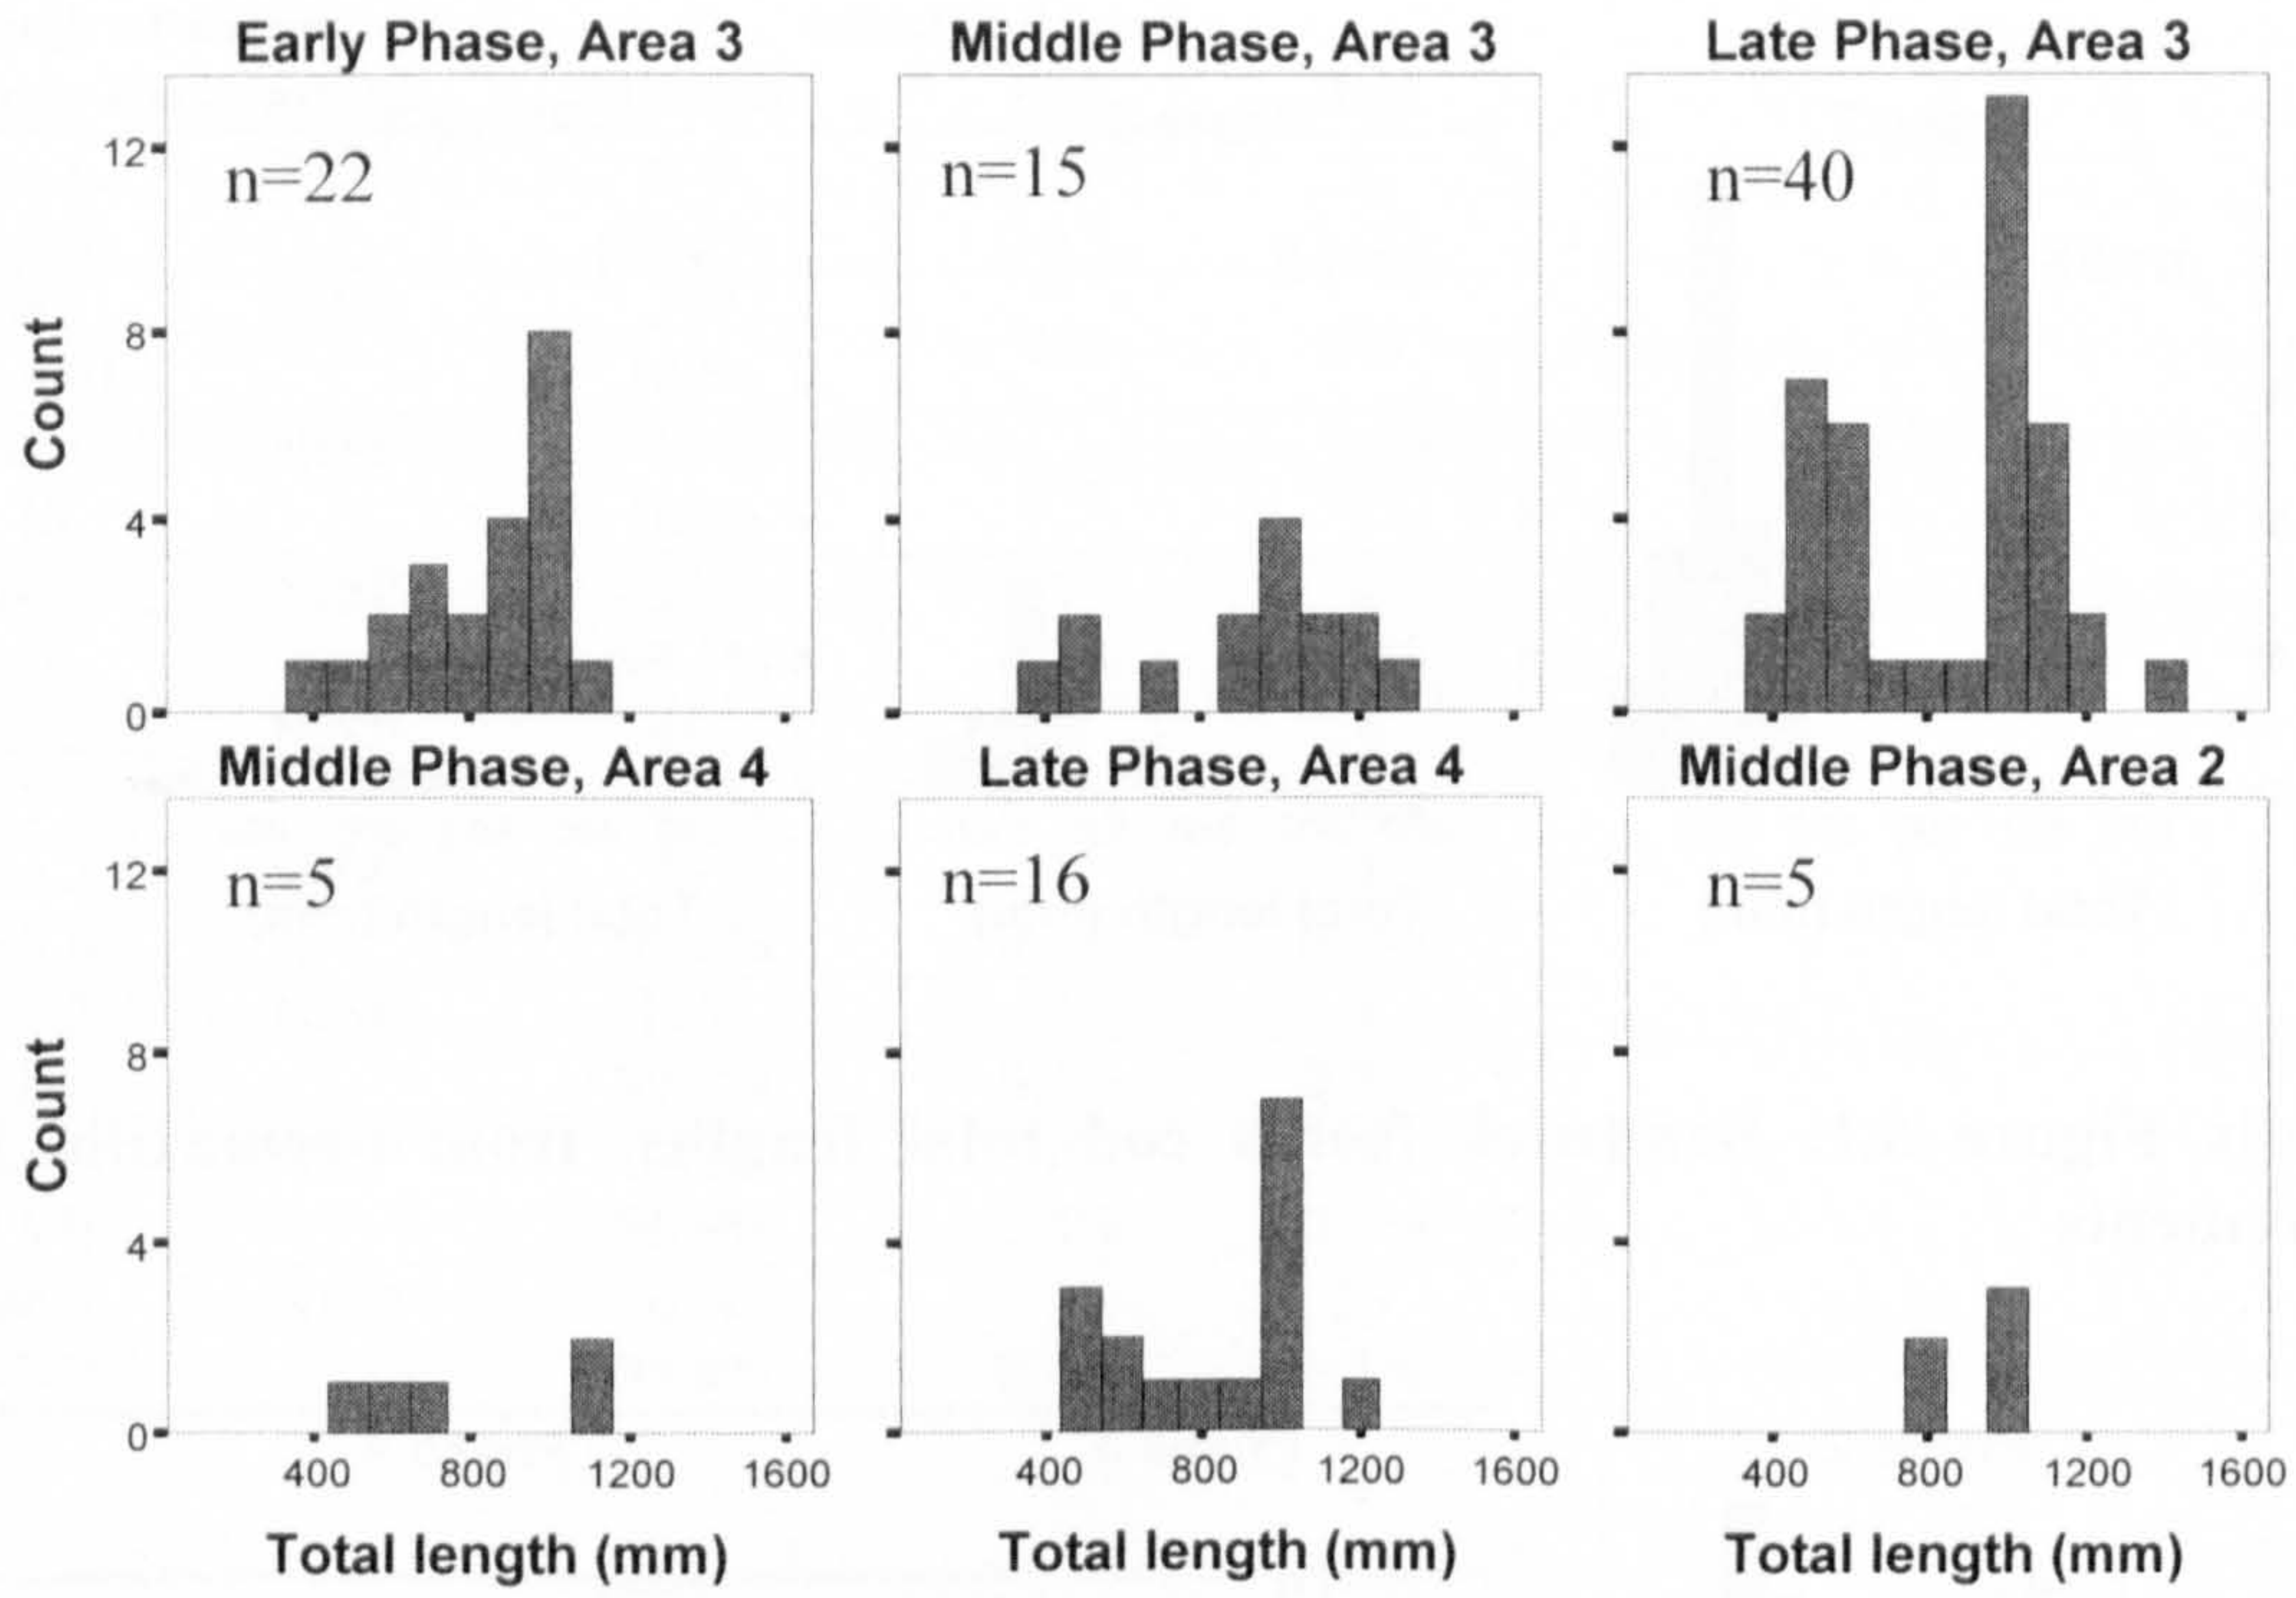 Early Phase, Area 3
Middle Phase, Area 3
Late Phase, Area 3
n=22
n=15
n=40
Count
12
8
4
0
Middle Phase, Area 4
Late Phase, Area 4
Middle Phase, Area 2
n=5
n=16
n=5
Count
12
8
4
0
400 800 1200 1600
400 800 1200 1600
400 800 1200 1600
Total length (mm)
Total length (mm)
Total length (mm)